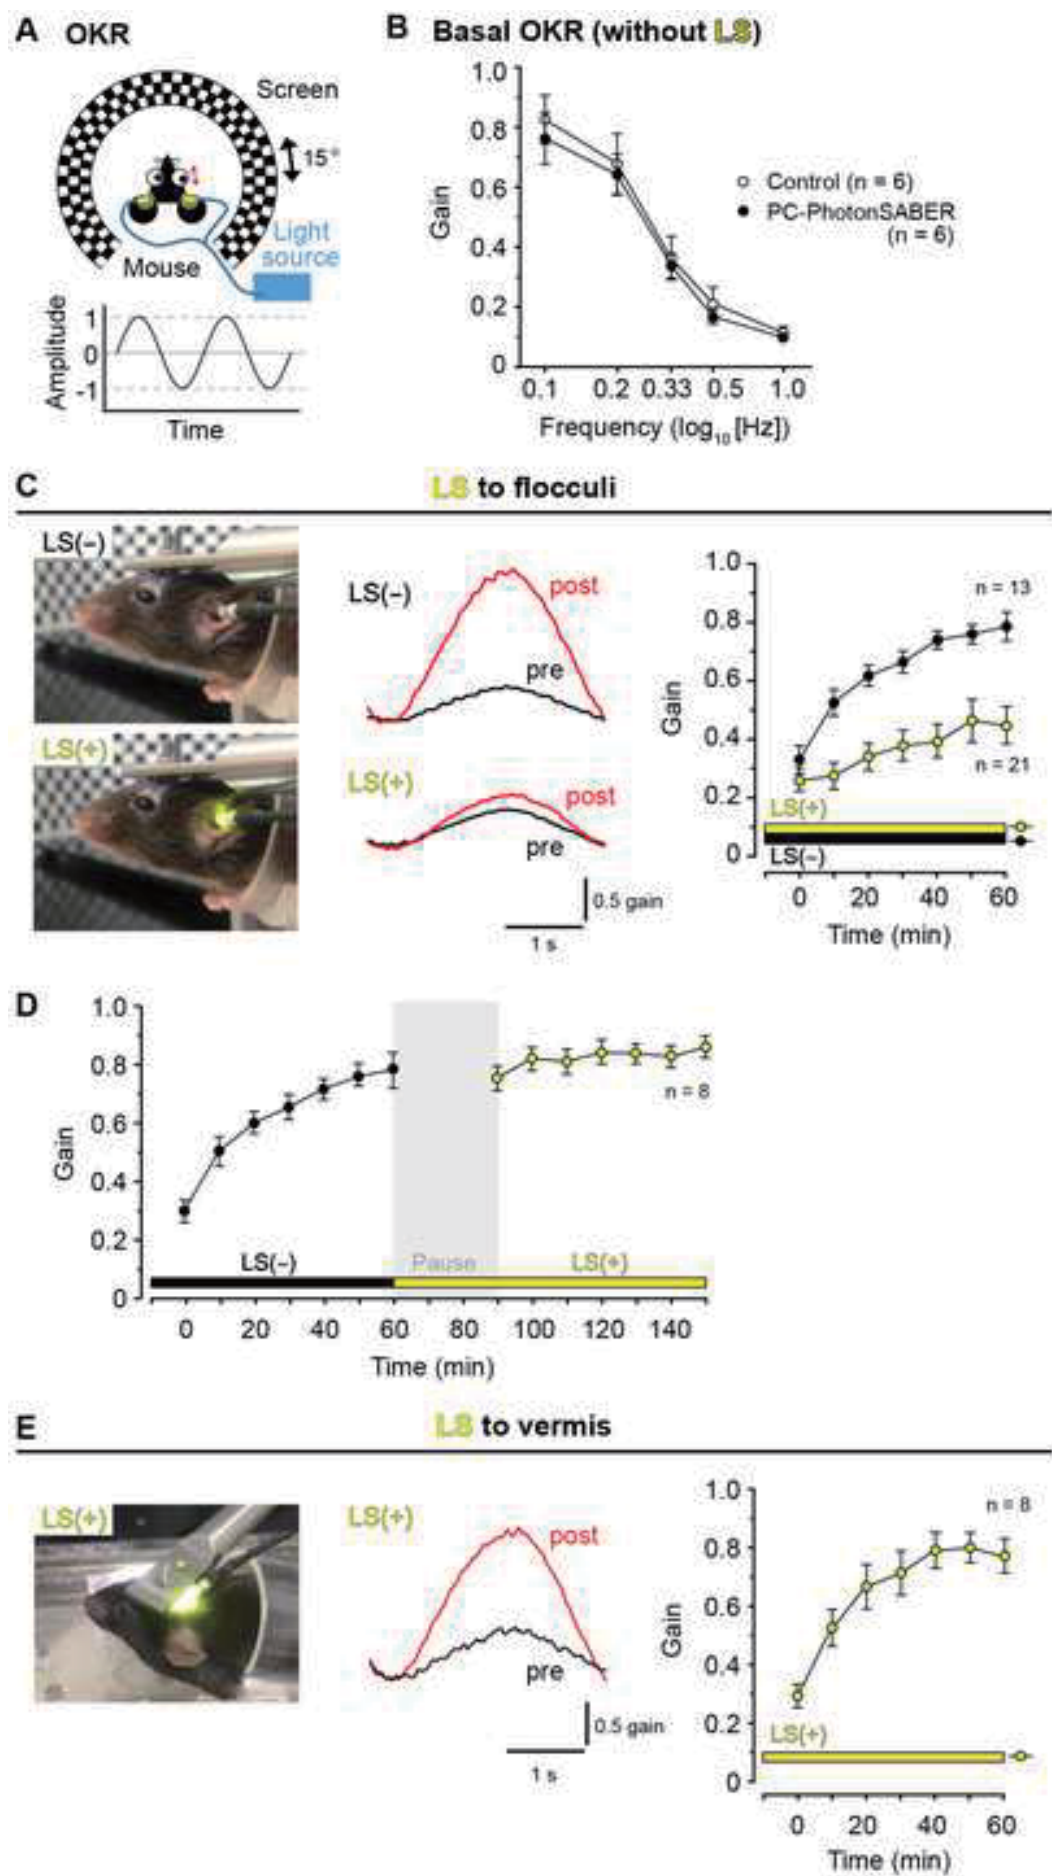 A OKR
Screen
15°
Light
source
Mouse
Amplitude
1
0
-1
Time
B Basal OKR (without LS)
Gain
1.0
0.8
0.6
0.4
0.2
0
0.1 0.2 0.33 0.5 1.0
Frequency (log10 [Hz])
Control (n = 6)
PC-PhotonSABER
(n = 6)
C LS to flocculi
LS(−)
LS(+)
LS(−)
post
pre
LS(+)
post
pre
0.5 gain
1 s
Gain
1.0
0.8
0.6
0.4
0.2
0
n = 13
n = 21
LS(+)
LS(−)
0 20 40 60
Time (min)
D
Gain
1.0
0.8
0.6
0.4
0.2
0
n = 8
LS(−) Pause LS(+)
0 20 40 60 80 100 120 140
Time (min)
E LS to vermis
LS(+)
LS(+)
post
pre
0.5 gain
1 s
Gain
1.0
0.8
0.6
0.4
0.2
0
n = 8
LS(+)
0 20 40 60
Time (min)